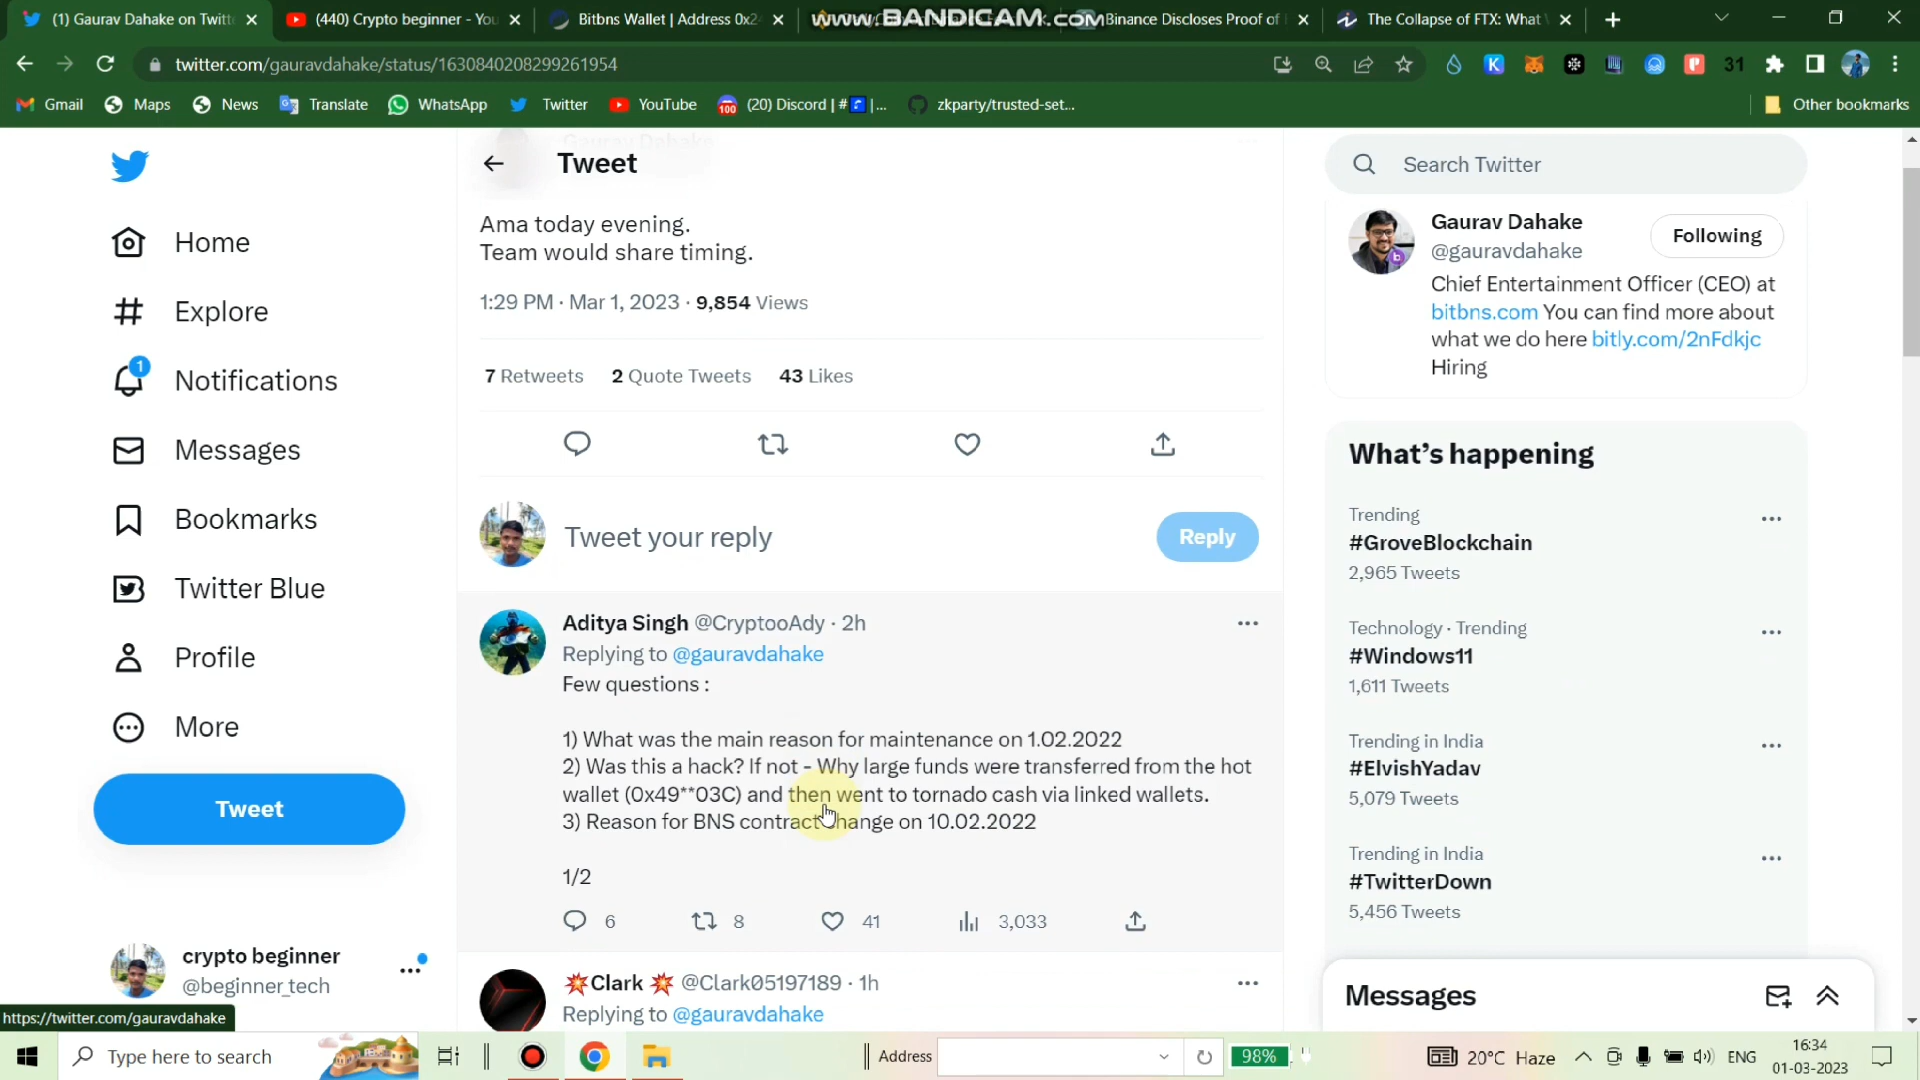 (1) Gaurav Dahake on Twitt
(440) Crypto beginner - You
Bitbns Wallet | Address 0x2
www.BANDICAM.com
Binance Discloses Proof of
The Collapse of FTX: What
twitter.com/gauravdahake/status/1630840208299261954
31
Gmail
Maps
News
Translate
WhatsApp
Twitter
YouTube
100
(20) Discord | #
|...
zkparty/trusted-set...
Other bookmarks
Home
Explore
1
Notifications
Messages
Bookmarks
Twitter Blue
Profile
More
Tweet
crypto beginner
@beginner_tech
https://twitter.com/gauravdahake
Gaurav Dahake
Tweet
Ama today evening.
Team would share timing.
1:29 PM · Mar 1, 2023 · 9,854 Views
7 Retweets 2 Quote Tweets 43 Likes
Tweet your reply
Reply
Aditya Singh @CryptooAdy · 2h
Replying to @gauravdahake
Few questions :
1) What was the main reason for maintenance on 1.02.2022
2) Was this a hack? If not - Why large funds were transferred from the hot
wallet (0x49**03C) and then went to tornado cash via linked wallets.
3) Reason for BNS contract change on 10.02.2022
1/2
6
8
41
3,033
💥Clark 💥 @Clark05197189 · 1h
Replying to @gauravdahake
Search Twitter
Gaurav Dahake
@gauravdahake
Following
Chief Entertainment Officer (CEO) at
bitbns.com You can find more about
what we do here bitly.com/2nFdkjc
Hiring
What's happening
Trending
#GroveBlockchain
2,965 Tweets
Technology · Trending
#Windows11
1,611 Tweets
Trending in India
#ElvishYadav
5,079 Tweets
Trending in India
#TwitterDown
5,456 Tweets
Messages
Type here to search
Address
98%
20°C Haze
ENG
16:34
01-03-2023